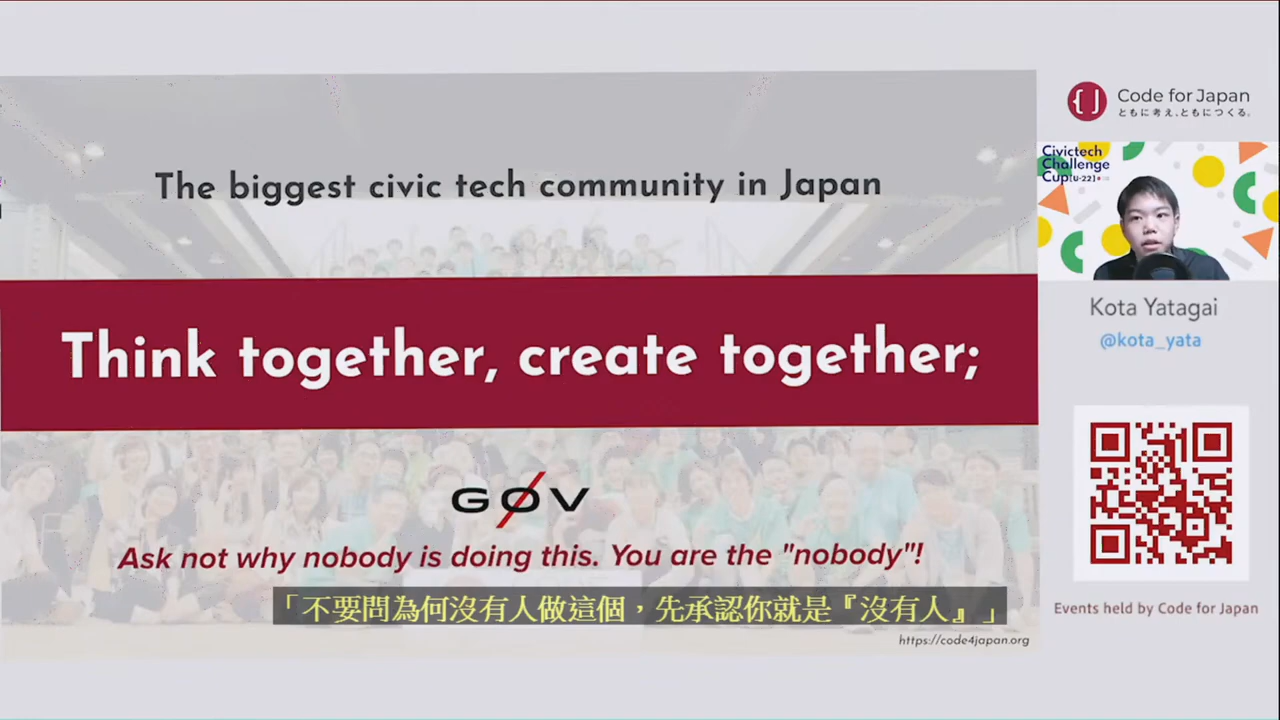 The biggest civic tech community in Japan
Think together, create together;
GØV
Ask not why nobody is doing this. You are the "nobody"!
「不要問為何沒有人做這個，先承認你就是『沒有人』」
https://code4japan.org
Code for Japan
ともに考え、ともにつくる。
Civictech
Challenge
Cup[U-22]
Kota Yatagai
@kota_yata
Events held by Code for Japan